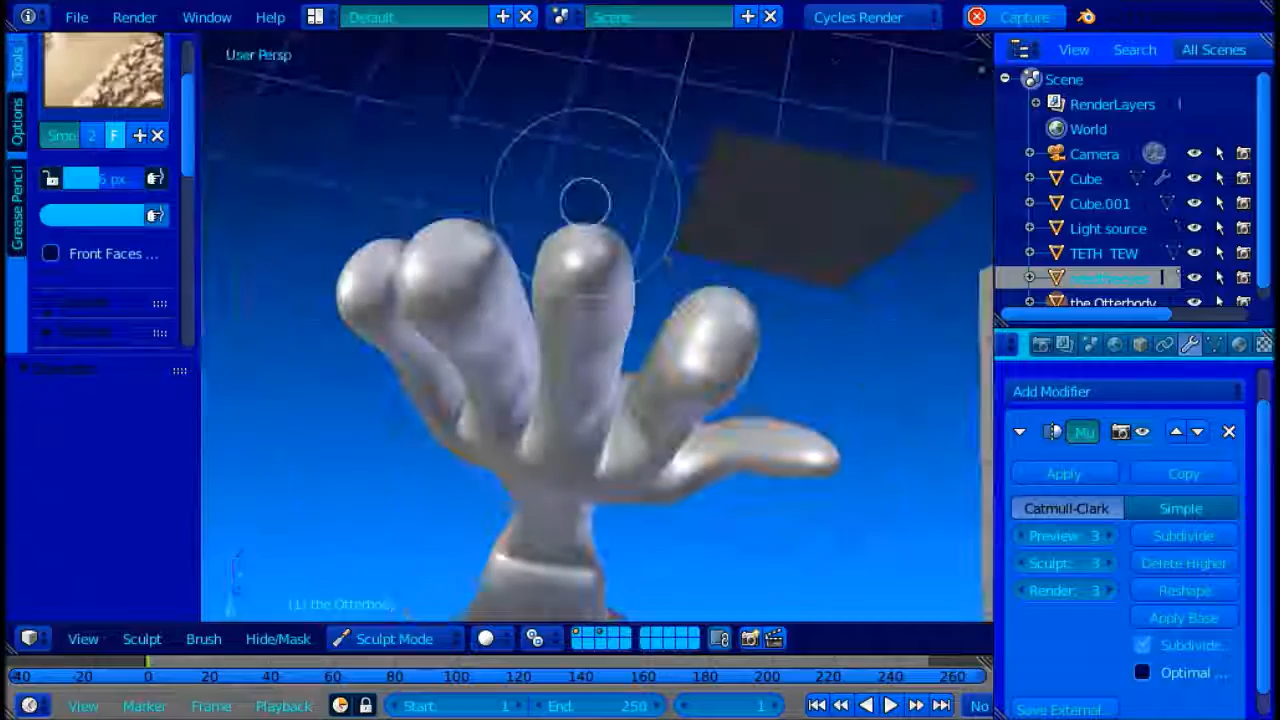 File Render Window Help Default Scene Cycles Render Capture
User Persp
View Search All Scenes
Scene
RenderLayers
World
Camera
Cube
Cube.001
Light source
TETH TEW
the Otterbody
Tools
Options
Grease Pencil
Smo 2 F
px
Front Faces ...
Add Modifier
Mu
Apply Copy
Catmull-Clark Simple
Preview: 3 Subdivide
Sculpt: 3 Delete Higher
Render: 3 Reshape
Apply Base
Subdivide..
Optimal ...
Save External...
(1) the Otterbody
View Sculpt Brush Hide/Mask Sculpt Mode
-40 -20 0 20 40 60 80 100 120 140 160 180 200 220 240 260
View Marker Frame Playback Start: 1 End: 250 1 No